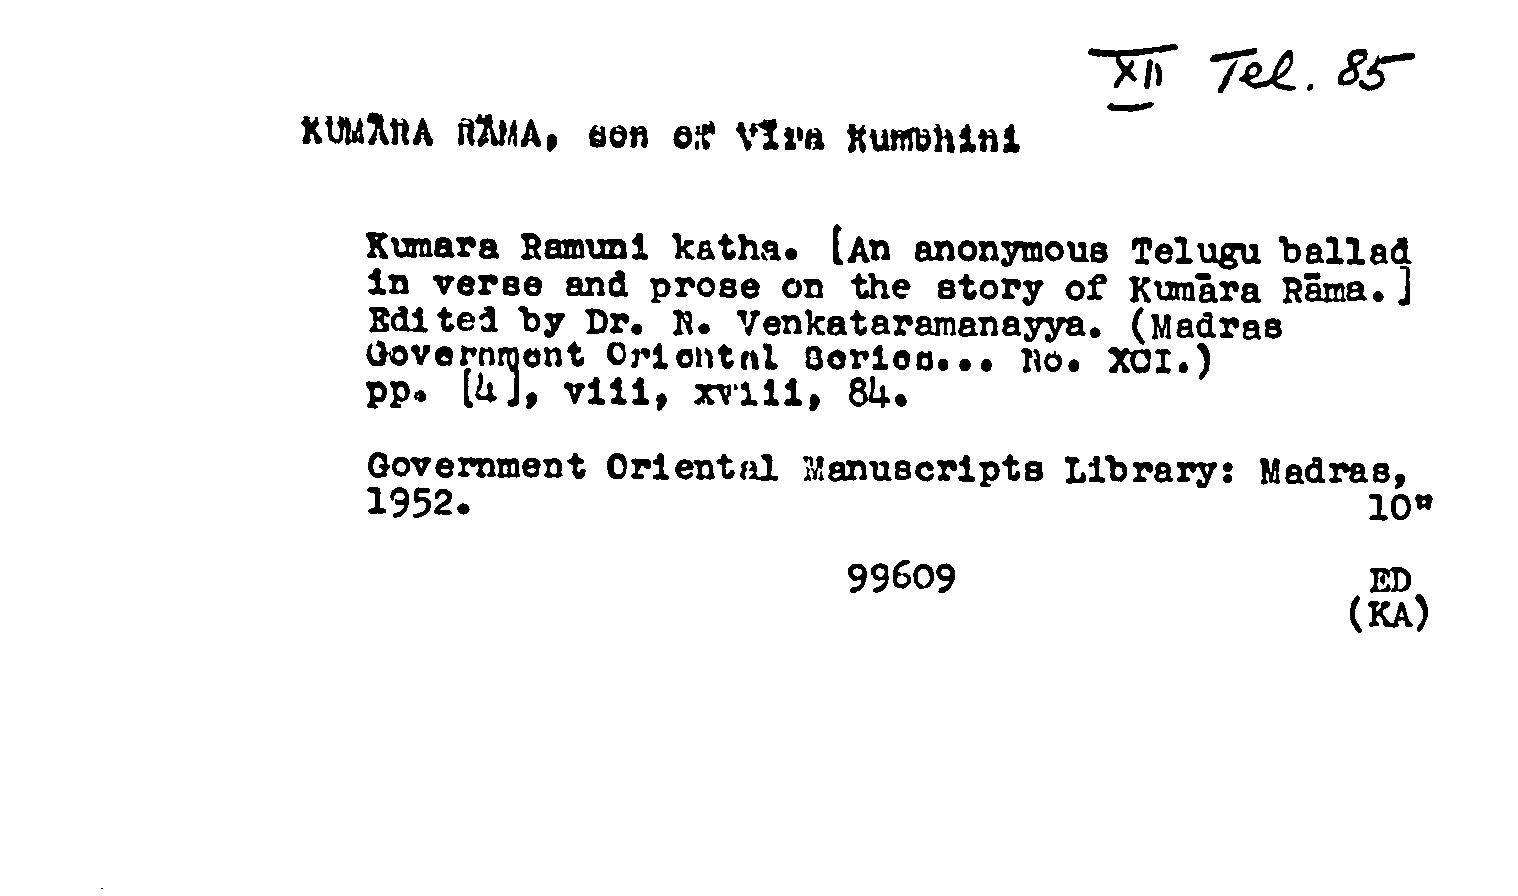 XII Tel. 85
KUMĀRA RĀMA, son of Vīra Kumbhini
Kumara Ramuni katha. [An anonymous Telugu ballad
in verse and prose on the story of Kumāra Rāma.]
Edited by Dr. N. Venkataramanayya. (Madras
Government Oriental Series... No. XCI.)
pp. [4], viii, xviii, 84.
Government Oriental Manuscripts Library: Madras,
1952. 10"
99609 ED
(KA)